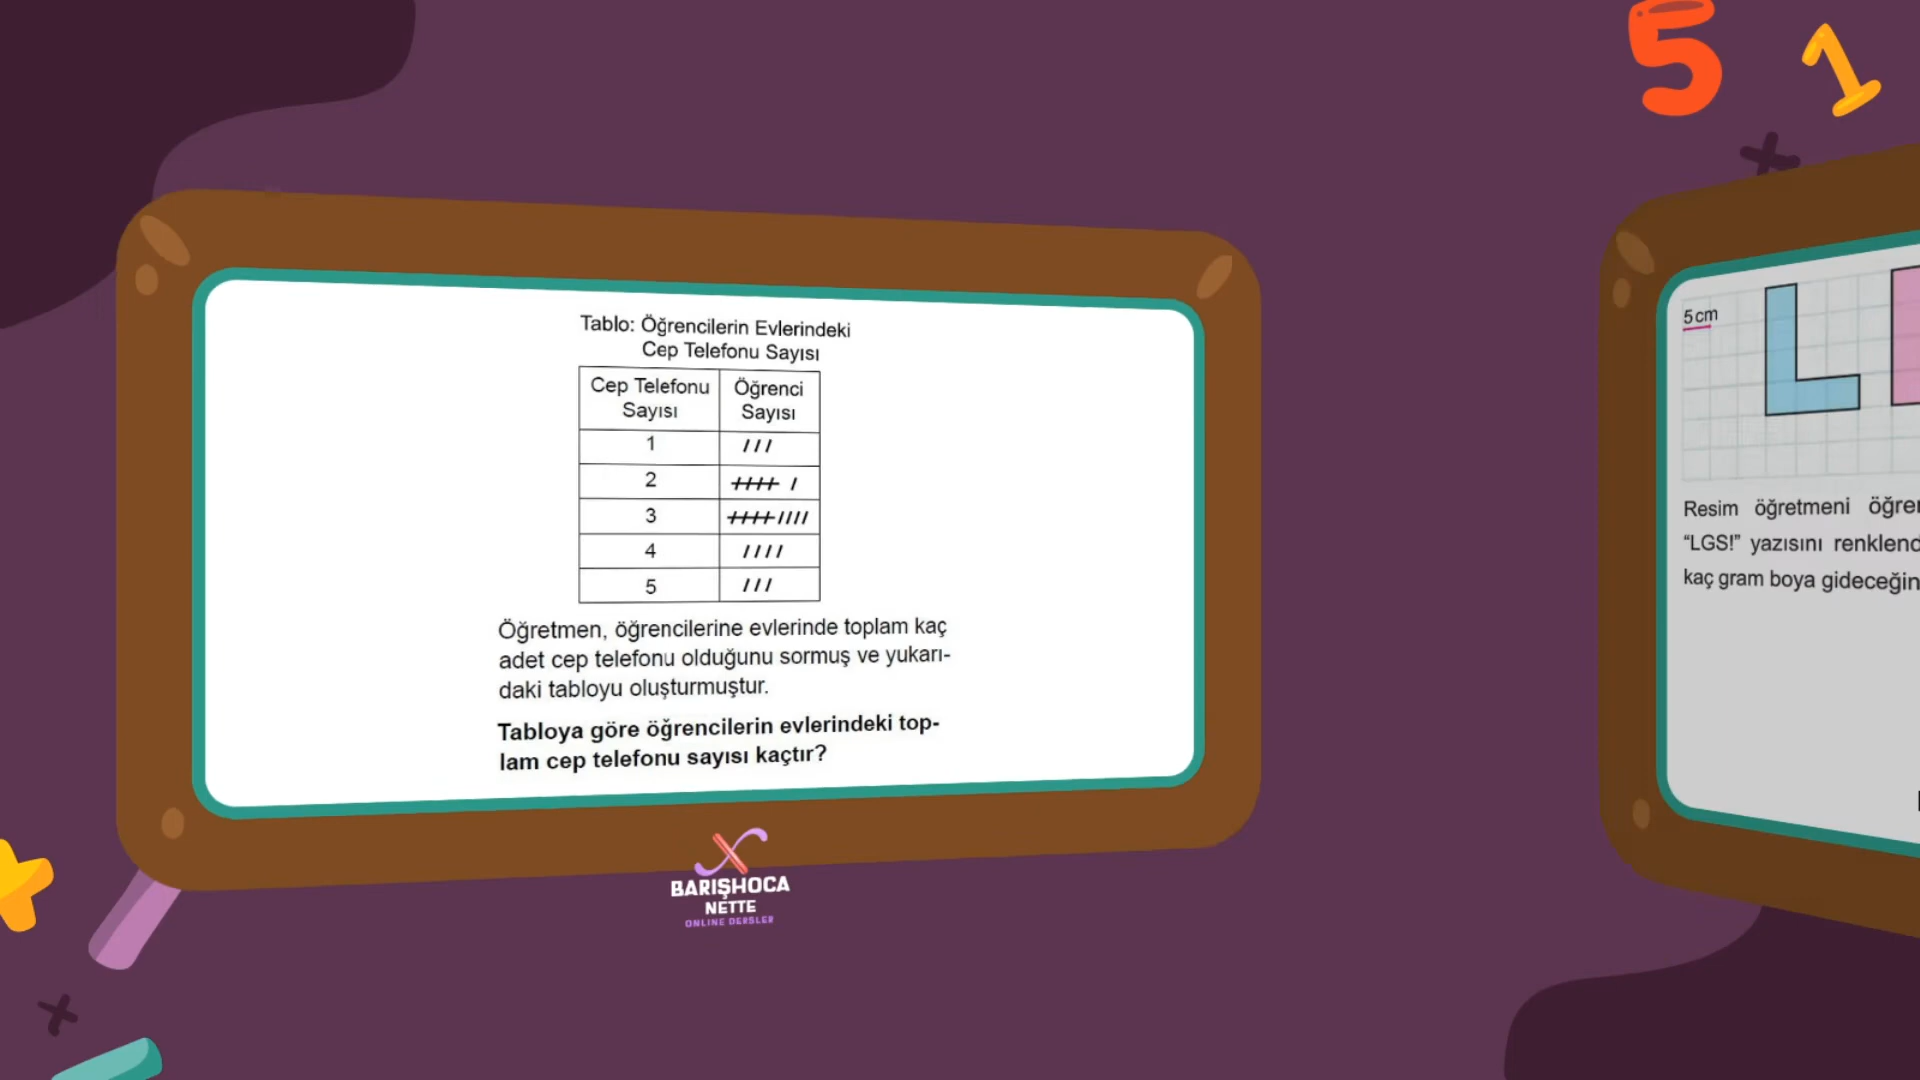 5
1
Tablo: Öğrencilerin Evlerindeki
Cep Telefonu Sayısı
Cep Telefonu Sayısı Öğrenci Sayısı
1
2
3
4
5
Öğretmen, öğrencilerine evlerinde toplam kaç
adet cep telefonu olduğunu sormuş ve yukarı-
daki tabloyu oluşturmuştur.
Tabloya göre öğrencilerin evlerindeki top-
lam cep telefonu sayısı kaçtır?
BARIŞHOCA
NETTE
ONLINE DERSLER
5 cm
L
Resim öğretmeni
"LGS!" yazısını
kaç gram boya